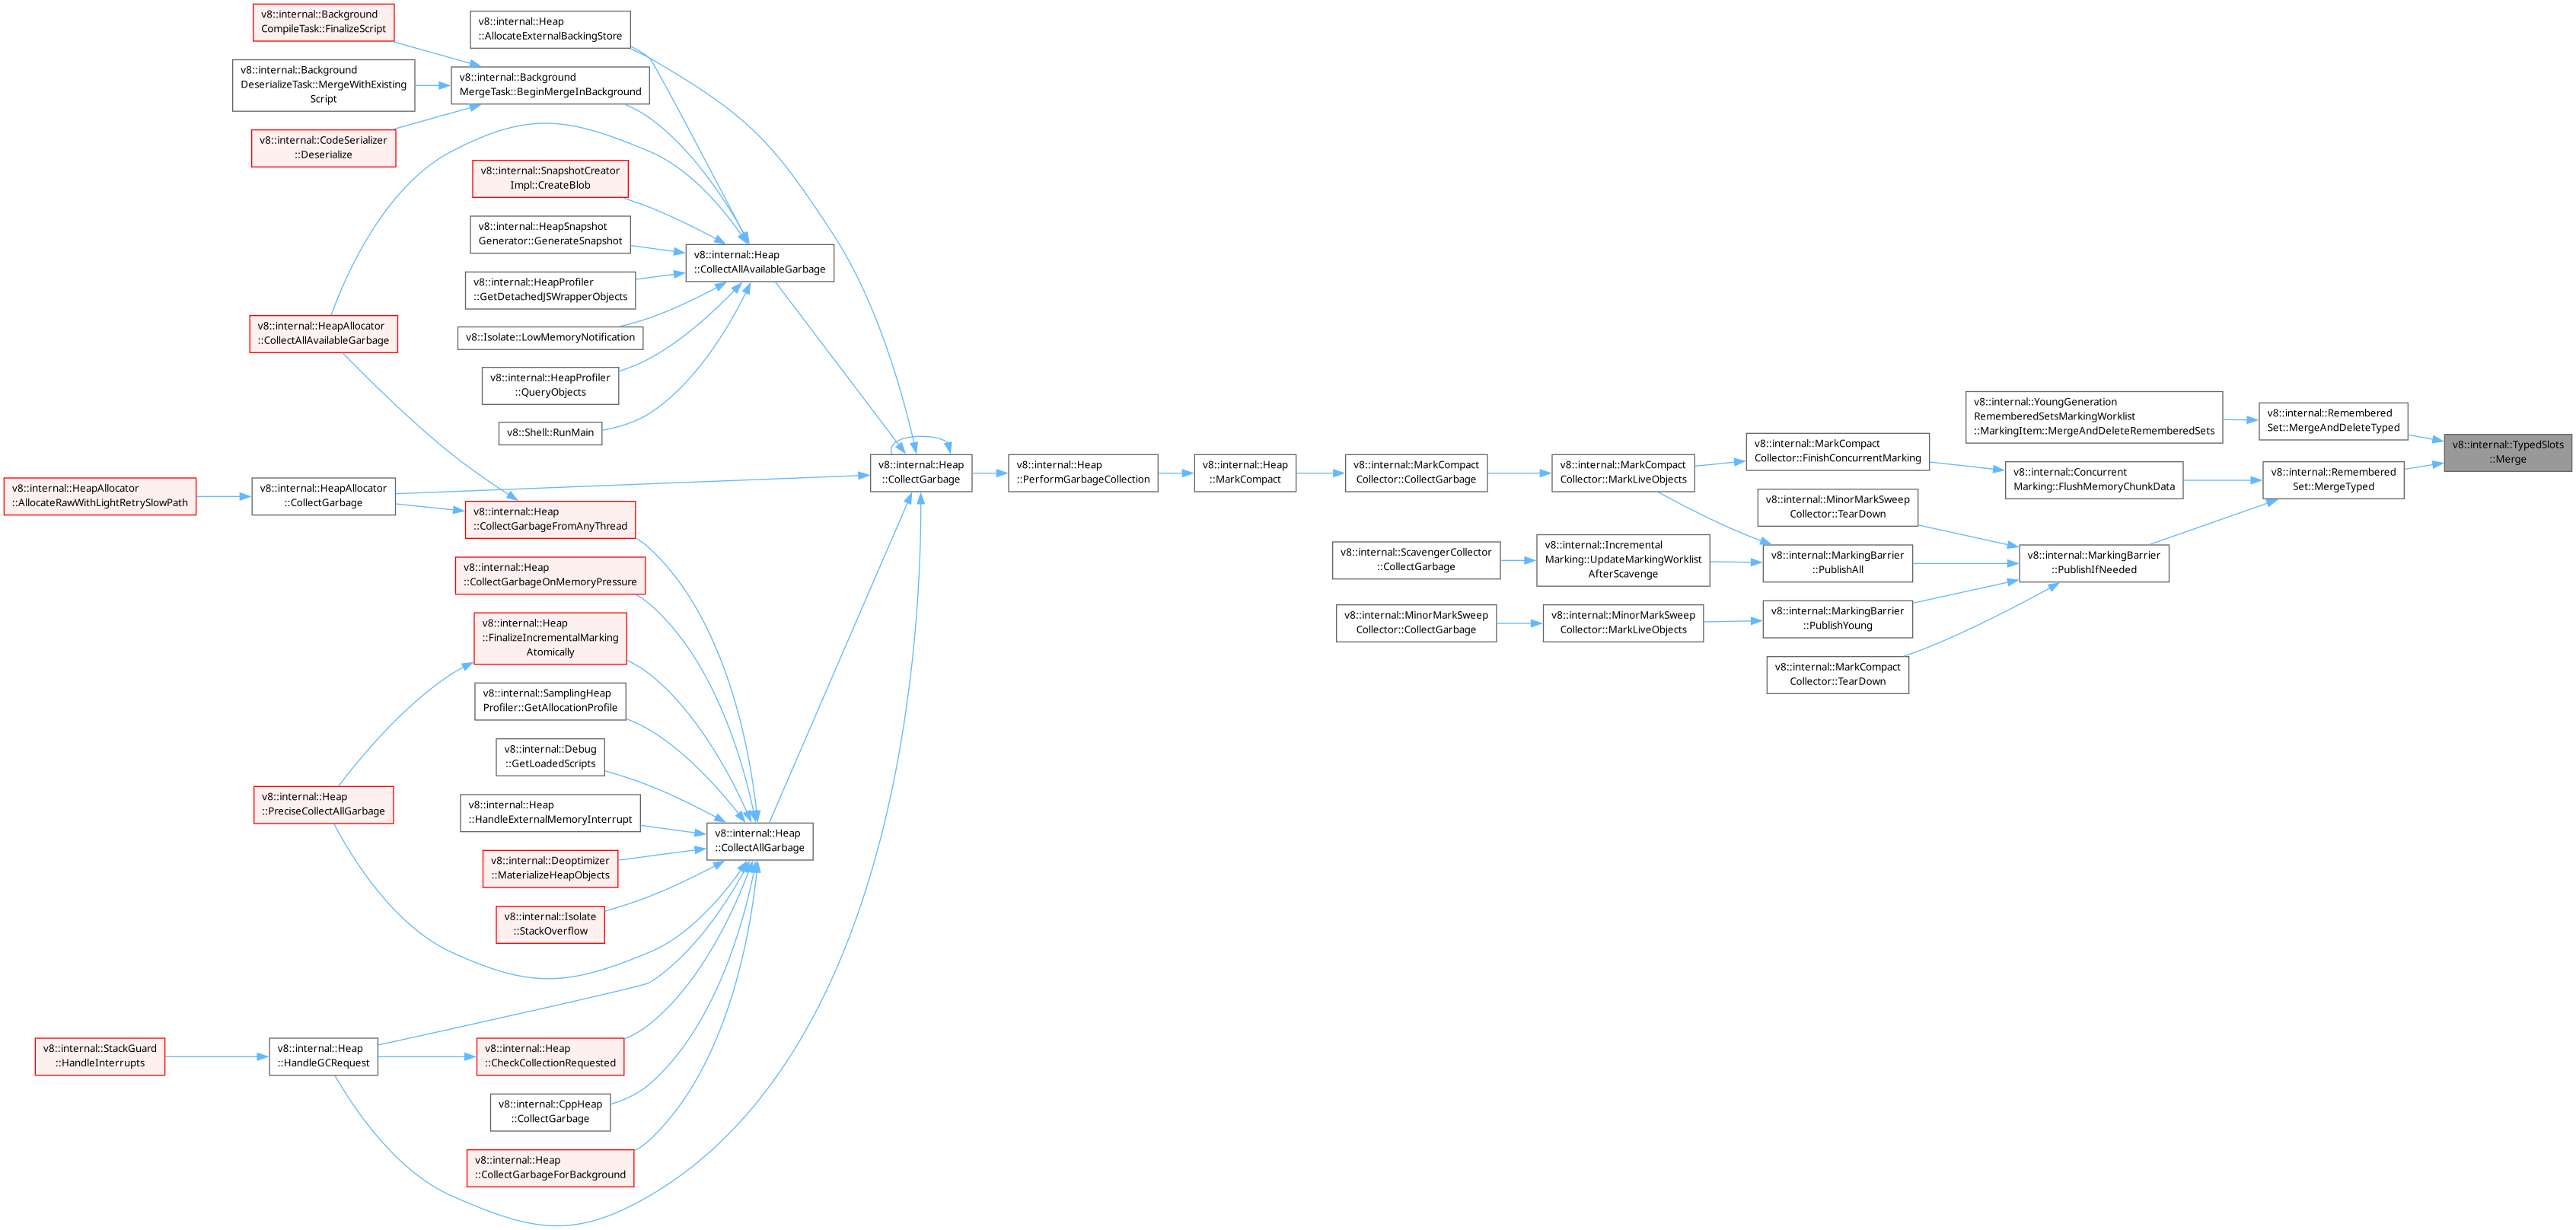 v8::internal::Background
CompileTask::FinalizeScript
v8::internal::Background
DeserializeTask::MergeWithExisting
Script
v8::internal::CodeSerializer
::Deserialize
v8::internal::HeapAllocator
::CollectAllAvailableGarbage
v8::internal::HeapAllocator
::AllocateRawWithLightRetrySlowPath
v8::internal::HeapAllocator
::CollectGarbage
v8::internal::Heap
::PreciseCollectAllGarbage
v8::internal::StackGuard
::HandleInterrupts
v8::internal::Heap
::HandleGCRequest
v8::internal::Heap
::AllocateExternalBackingStore
v8::internal::Background
MergeTask::BeginMergeInBackground
v8::internal::SnapshotCreator
Impl::CreateBlob
v8::internal::HeapSnapshot
Generator::GenerateSnapshot
v8::internal::HeapProfiler
::GetDetachedJSWrapperObjects
v8::Isolate::LowMemoryNotification
v8::internal::HeapProfiler
::QueryObjects
v8::Shell::RunMain
v8::internal::Heap
::CollectGarbageFromAnyThread
v8::internal::Heap
::CollectGarbageOnMemoryPressure
v8::internal::Heap
::FinalizeIncrementalMarking
Atomically
v8::internal::SamplingHeap
Profiler::GetAllocationProfile
v8::internal::Debug
::GetLoadedScripts
v8::internal::Heap
::HandleExternalMemoryInterrupt
v8::internal::Deoptimizer
::MaterializeHeapObjects
v8::internal::Isolate
::StackOverflow
v8::internal::Heap
::CheckCollectionRequested
v8::internal::CppHeap
::CollectGarbage
v8::internal::Heap
::CollectGarbageForBackground
v8::internal::Heap
::CollectAllAvailableGarbage
v8::internal::Heap
::CollectAllGarbage
v8::internal::Heap
::CollectGarbage
v8::internal::Heap
::PerformGarbageCollection
v8::internal::Heap
::MarkCompact
v8::internal::MarkCompact
Collector::CollectGarbage
v8::internal::ScavengerCollector
::CollectGarbage
v8::internal::MinorMarkSweep
Collector::CollectGarbage
v8::internal::MarkCompact
Collector::MarkLiveObjects
v8::internal::Incremental
Marking::UpdateMarkingWorklist
AfterScavenge
v8::internal::MinorMarkSweep
Collector::MarkLiveObjects
v8::internal::MarkCompact
Collector::FinishConcurrentMarking
v8::internal::MinorMarkSweep
Collector::TearDown
v8::internal::MarkingBarrier
::PublishAll
v8::internal::MarkingBarrier
::PublishYoung
v8::internal::MarkCompact
Collector::TearDown
v8::internal::YoungGeneration
RememberedSetsMarkingWorklist
::MarkingItem::MergeAndDeleteRememberedSets
v8::internal::Concurrent
Marking::FlushMemoryChunkData
v8::internal::MarkingBarrier
::PublishIfNeeded
v8::internal::Remembered
Set::MergeAndDeleteTyped
v8::internal::Remembered
Set::MergeTyped
v8::internal::TypedSlots
::Merge